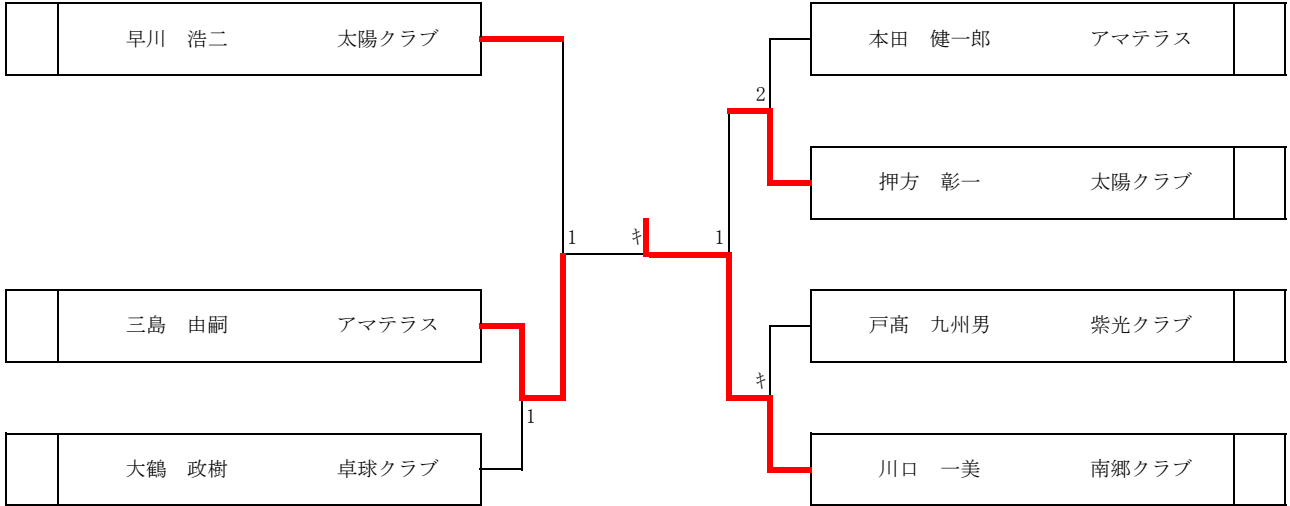 早川　浩二　太陽クラブ
本田　健一郎　アマテラス
2
押方　彰一　太陽クラブ
1
ｷ
1
三島　由嗣　アマテラス
戸髙　九州男　紫光クラブ
ｷ
1
大鶴　政樹　卓球クラブ
川口　一美　南郷クラブ